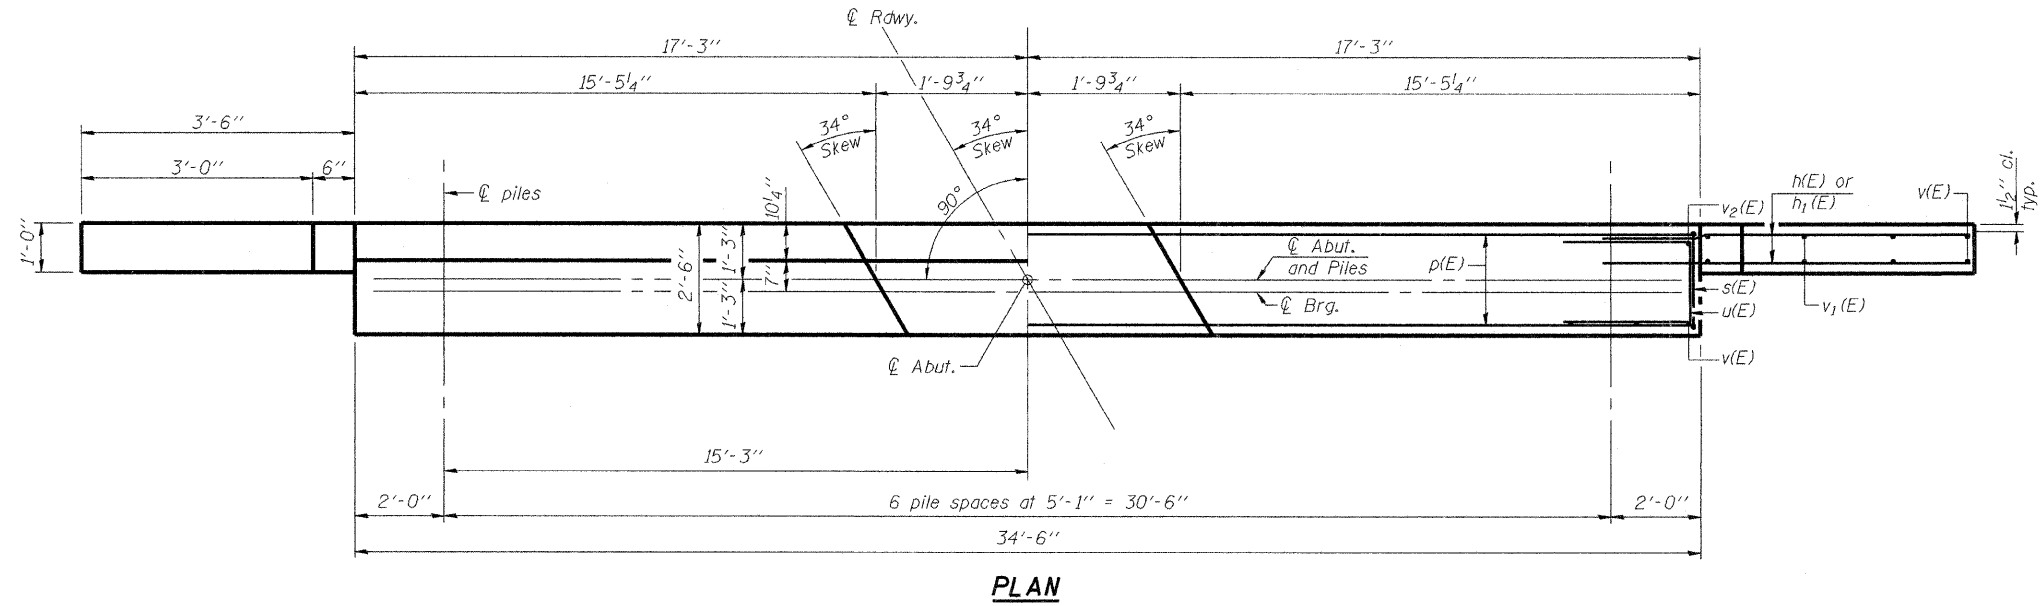 ℄ Rdwy.
17'-3" 17'-3"
15'-5¼" 1'-9¾" 1'-9¾" 15'-5¼"
3'-6" 34° Skew 34° Skew 34° Skew
3'-0" 6" ℄ piles 90° 10¼" h(E) or h₁(E) v(E) 1½" cl. typ.
v₂(E)
1'-0" 2'-6" 1'-3" 7" ℄ Abut. and Piles p(E)
1'-3" ℄ Brg. s(E)
u(E) v₁(E)
℄ Abut. v(E)
15'-3"
2'-0" 6 pile spaces at 5'-1" = 30'-6" 2'-0"
34'-6"
PLAN